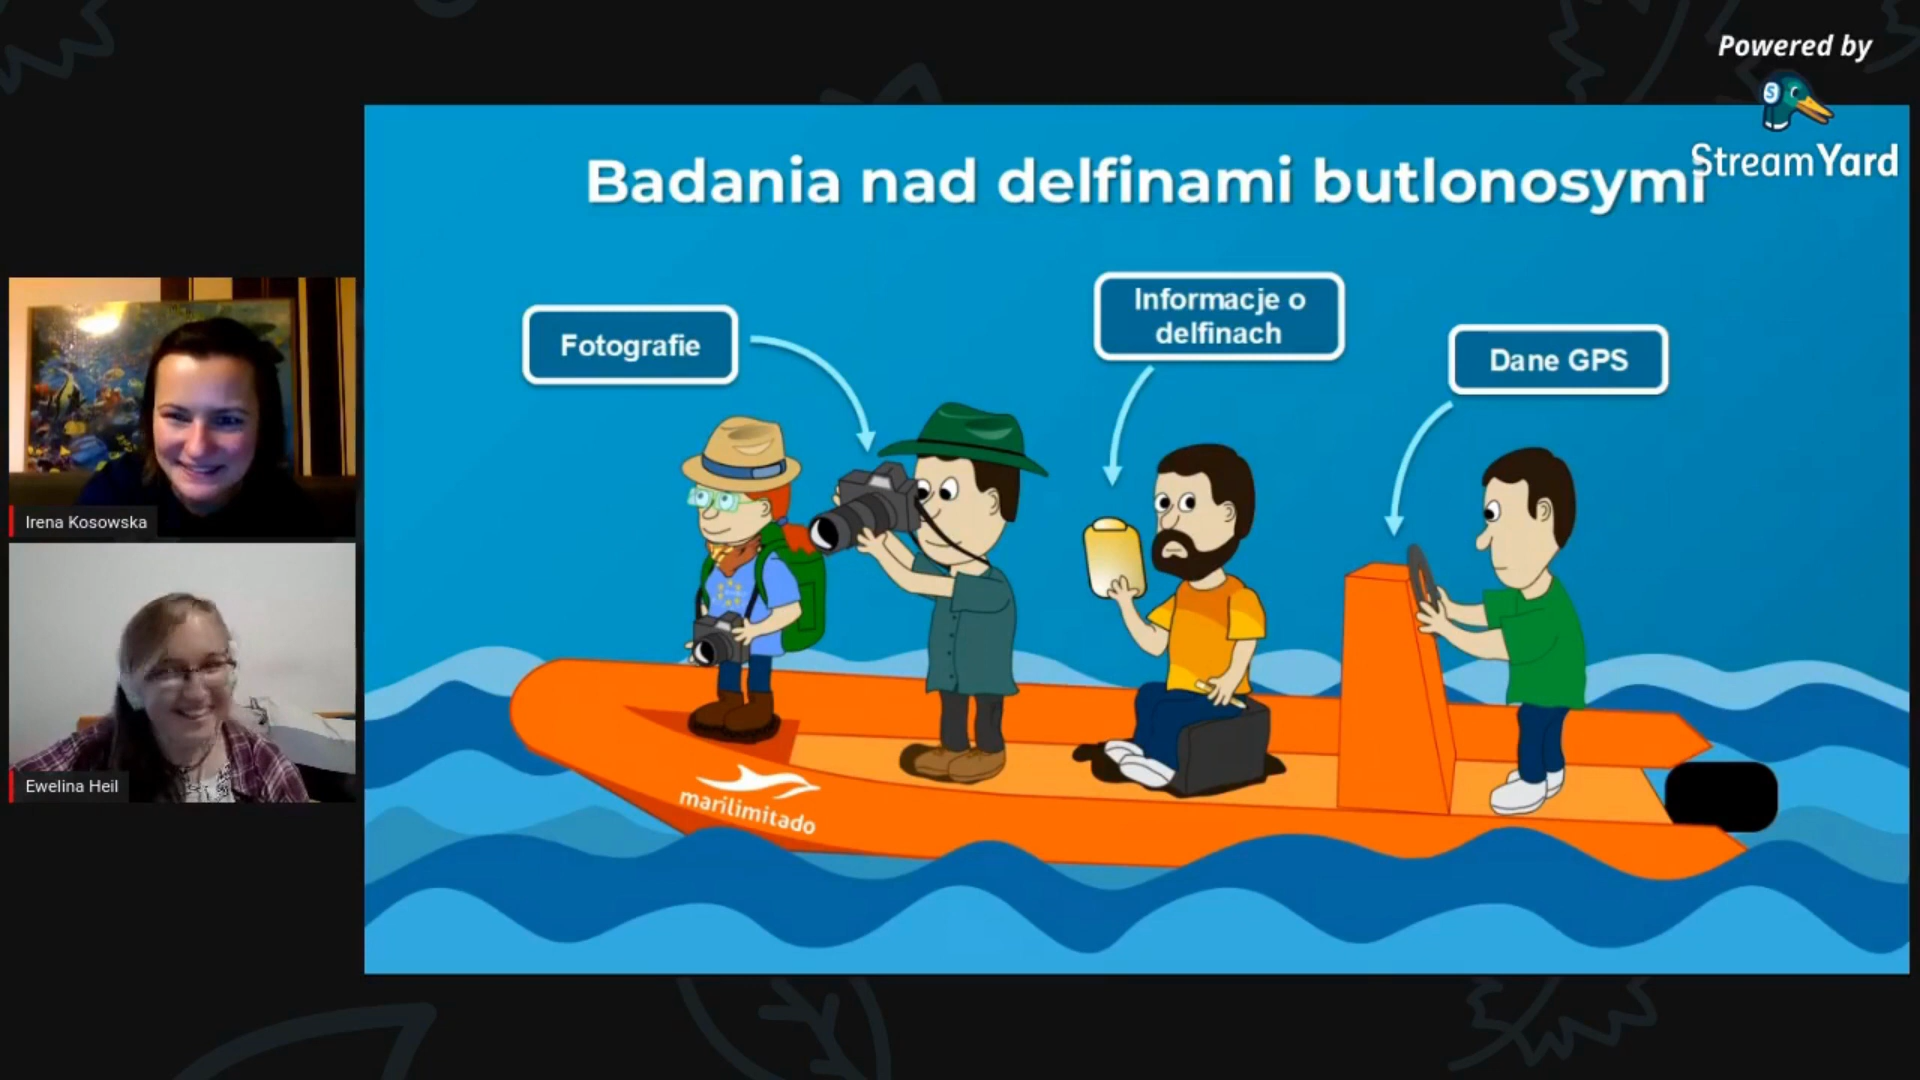 Powered by
StreamYard
Badania nad delfinami butlonosymi
Fotografie
Informacje o
delfinach
Dane GPS
marilimitado
Irena Kosowska
Ewelina Heil